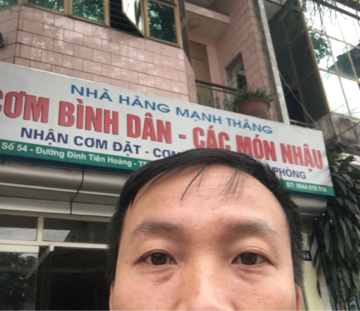 NHÀ HÀNG MẠNH THẮNG
CƠM BÌNH DÂN - CÁC MÓN NHẬU
NHẬN CƠM ĐẶT - CƠM PHÒNG
Số 54 - Đường Đinh Tiên Hoàng - ĐT: